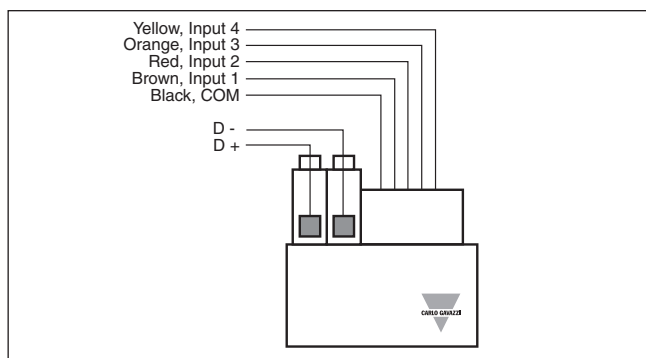 Yellow, Input 4
Orange, Input 3
Red, Input 2
Brown, Input 1
Black, COM
D -
D +
CARLO GAVAZZI